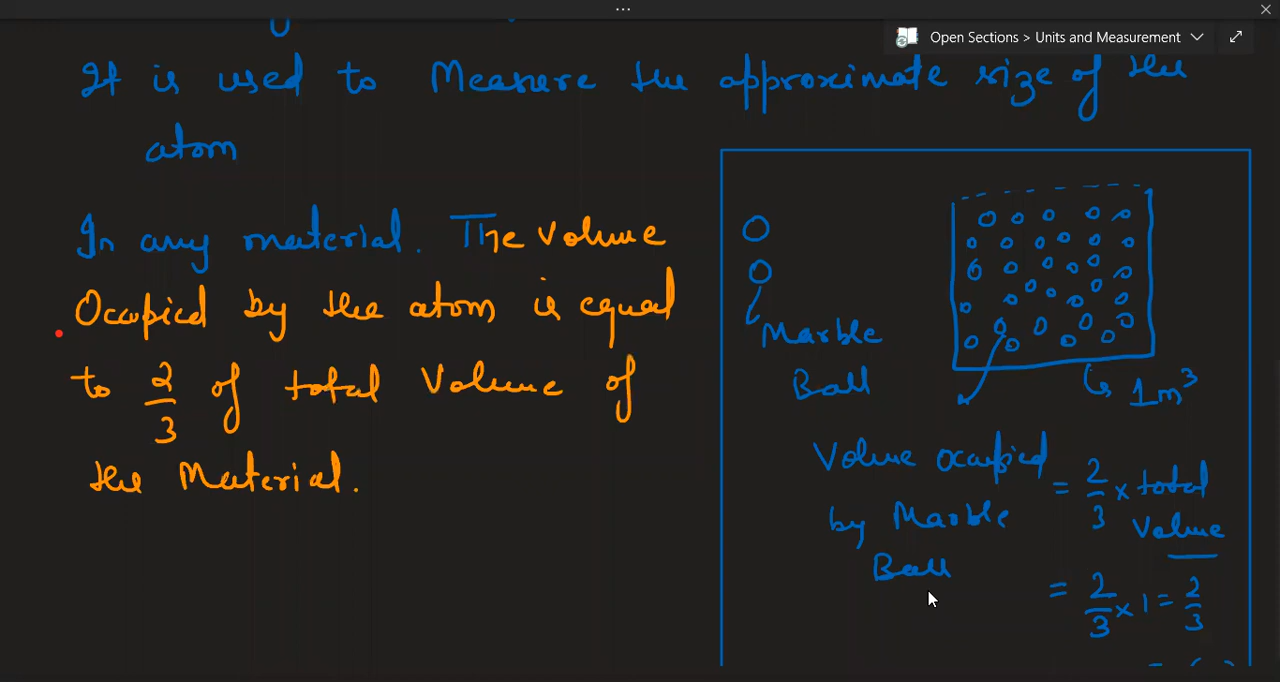 Open Sections > Units and Measurement
It is used to Measure the approximate size of the
atom
In any material. The volume
Occupied by the atom is equal
to 2/3 of total Volume of
the Material.
Marble
Ball
1m³
Volume occupied
by Marble
Ball
= 2/3 × total
Volume
= 2/3 × 1 = 2/3